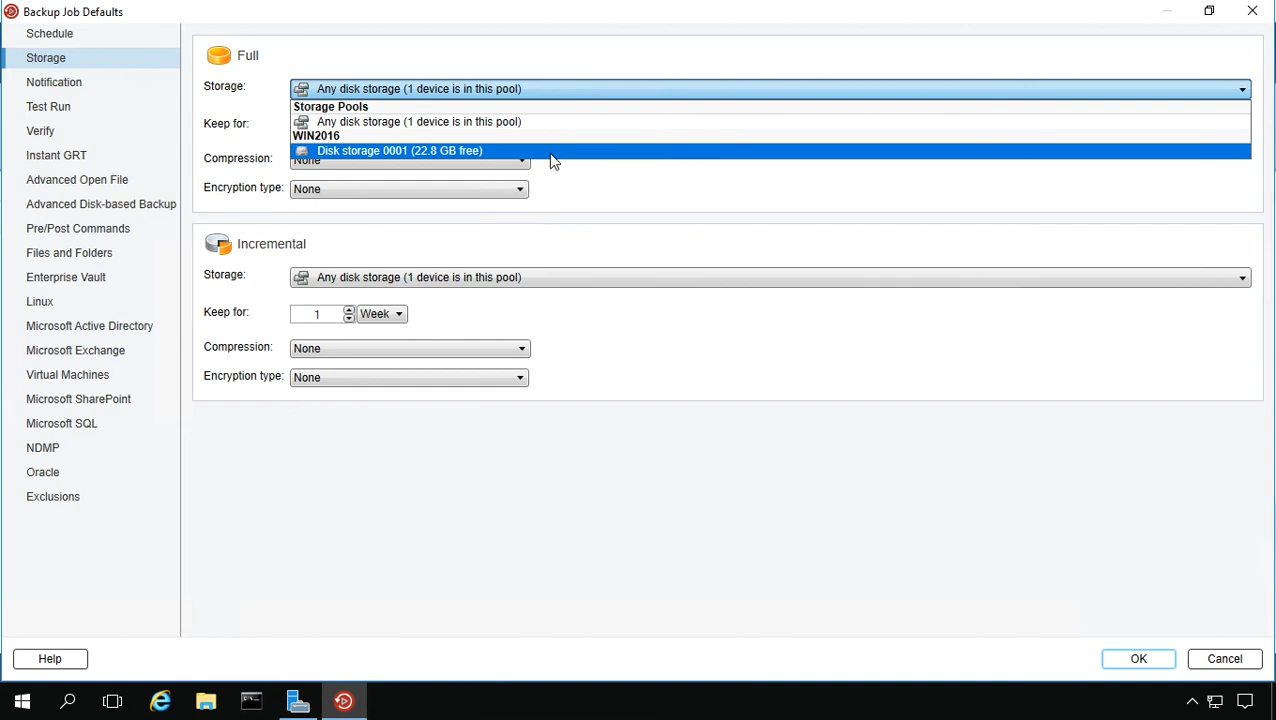 Backup Job Defaults
Schedule
Storage
Notification
Test Run
Verify
Instant GRT
Advanced Open File
Advanced Disk-based Backup
Pre/Post Commands
Files and Folders
Enterprise Vault
Linux
Microsoft Active Directory
Microsoft Exchange
Virtual Machines
Microsoft SharePoint
Microsoft SQL
NDMP
Oracle
Exclusions
Full
Storage: Any disk storage (1 device is in this pool)
Storage Pools
Keep for: Any disk storage (1 device is in this pool)
WIN2016
Disk storage 0001 (22.8 GB free)
Compression: None
Encryption type: None
Incremental
Storage: Any disk storage (1 device is in this pool)
Keep for: 1 Week
Compression: None
Encryption type: None
Help OK Cancel